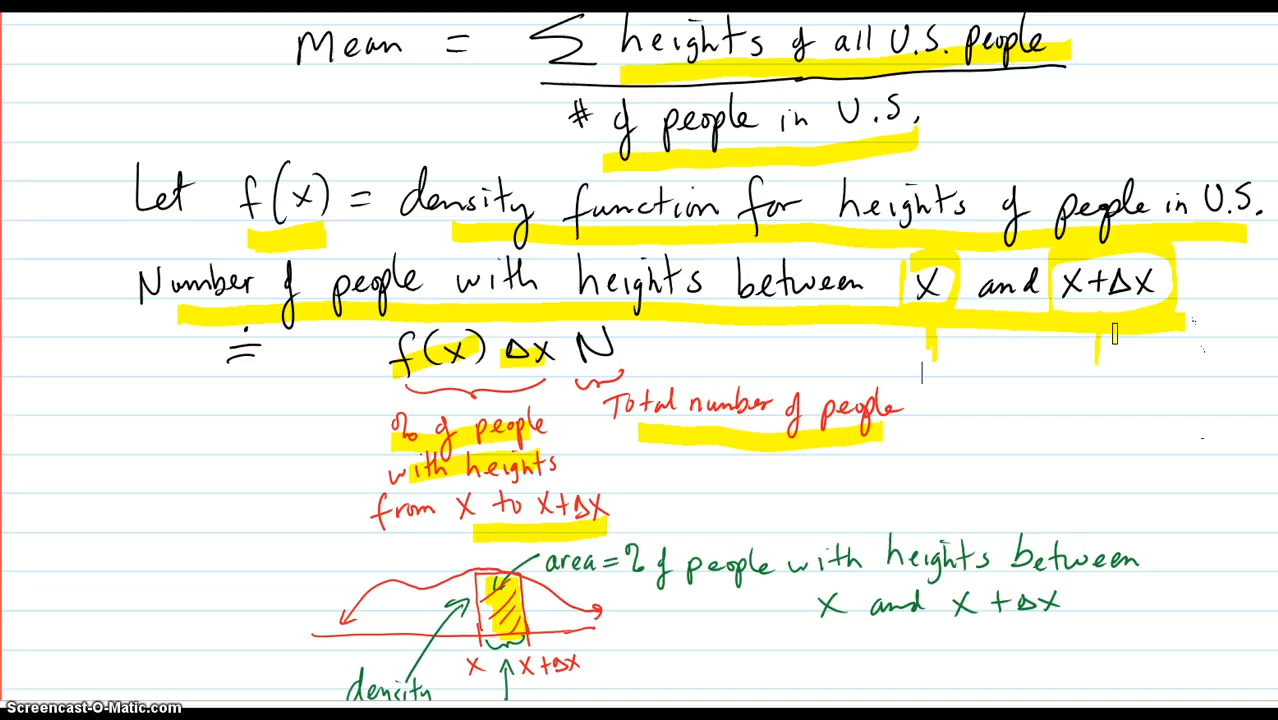 Mean = Σ heights of all U.S. people
# of people in U.S.
Let f(x) = density function for heights of people in U.S.
Number of people with heights between x and x+Δx
≐ f(x) Δx N
Total number of people
% of people
with heights
from x to x+Δx
area = % of people with heights between
x and x+Δx
x x+Δx
density
Screencast-O-Matic.com